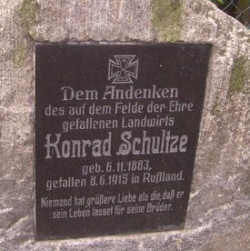 Dem Andenken
des auf dem Felde der Ehre
gefallenen Landwirts
Konrad Schultze
geb. 6.11.1883,
gefallen 8.6.1915 in Rußland.
Niemand hat größere Liebe als die, daß er
sein Leben lasset für seine Brüder.